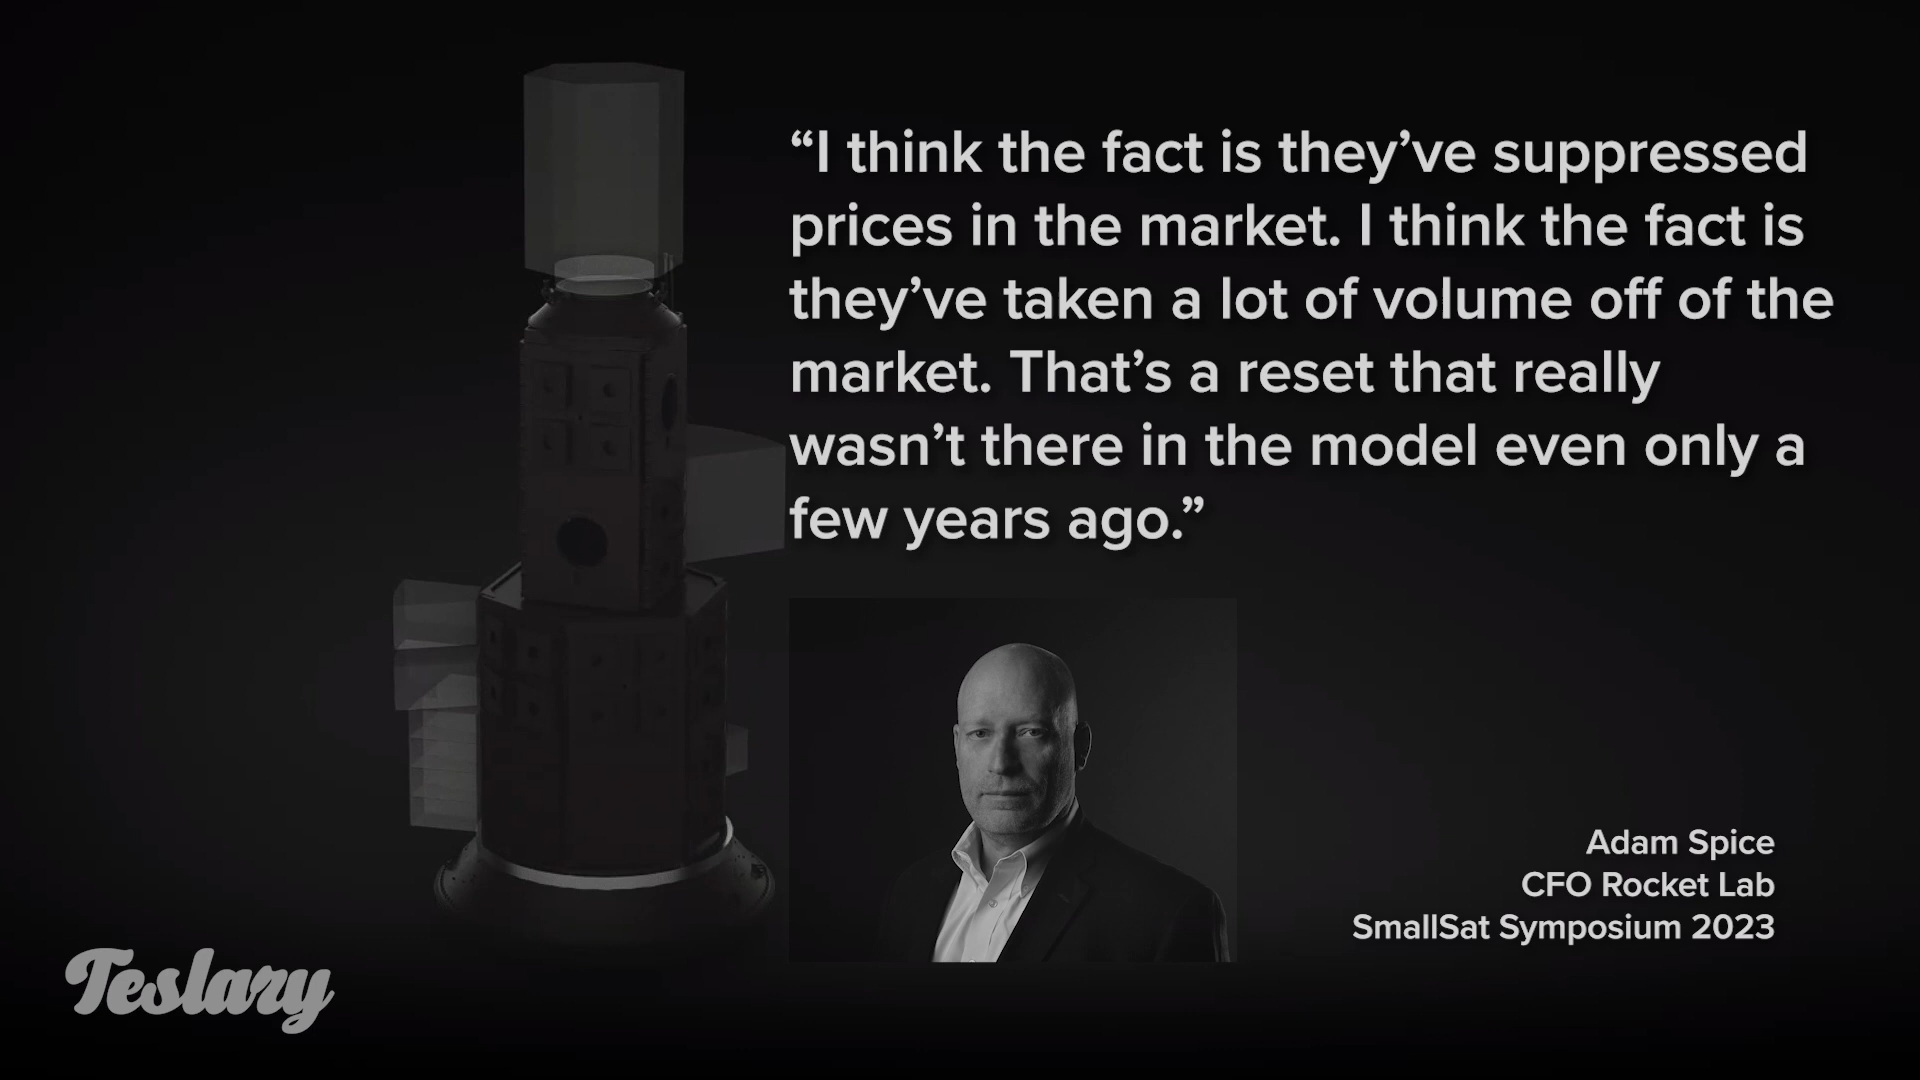 “I think the fact is they’ve suppressed
prices in the market. I think the fact is
they’ve taken a lot of volume off of the
market. That’s a reset that really
wasn’t there in the model even only a
few years ago.”
Adam Spice
CFO Rocket Lab
SmallSat Symposium 2023
Teslary